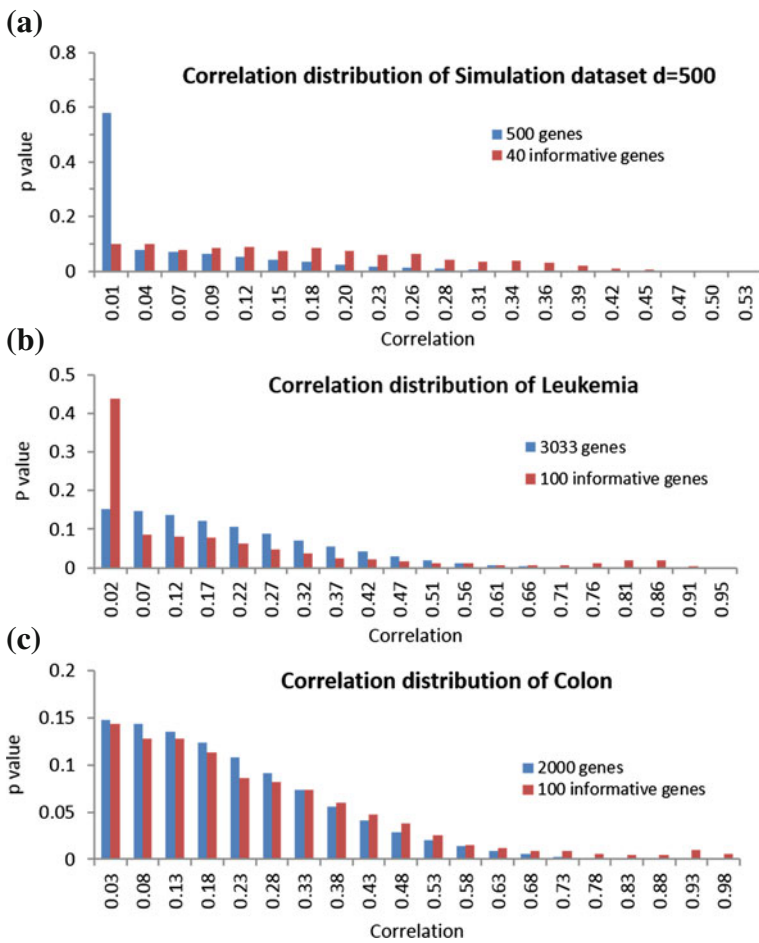 (a)
Correlation distribution of Simulation dataset d=500
p value
0.8
0.6
0.4
0.2
0
500 genes
40 informative genes
0.01 0.04 0.07 0.09 0.12 0.15 0.18 0.20 0.23 0.26 0.28 0.31 0.34 0.36 0.39 0.42 0.45 0.47 0.50 0.53
Correlation
(b)
Correlation distribution of Leukemia
P value
0.5
0.4
0.3
0.2
0.1
0
3033 genes
100 informative genes
0.02 0.07 0.12 0.17 0.22 0.27 0.32 0.37 0.42 0.47 0.51 0.56 0.61 0.66 0.71 0.76 0.81 0.86 0.91 0.95
Correlation
(c)
Correlation distribution of Colon
p value
0.2
0.15
0.1
0.05
0
2000 genes
100 informative genes
0.03 0.08 0.13 0.18 0.23 0.28 0.33 0.38 0.43 0.48 0.53 0.58 0.63 0.68 0.73 0.78 0.83 0.88 0.93 0.98
Correlation